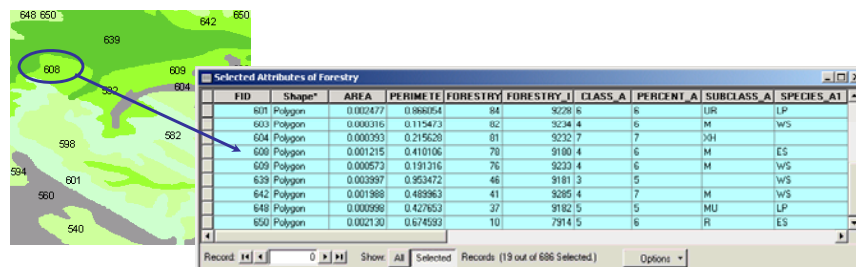 648 650
642
650
639
608
592
609
604
598
582
594
601
560
540
Selected Attributes of Forestry
FID Shape* AREA PERIMETE FORESTRY FORESTRY_I CLASS_A PERCENT_A SUBCLASS_A SPECIES_A1
601 Polygon 0.002477 0.866054 84 9228 6 6 UR LP
603 Polygon 0.000316 0.115473 82 9234 4 6 M WS
604 Polygon 0.000393 0.215628 81 9232 7 7 XH
608 Polygon 0.001215 0.410106 78 9180 4 6 M ES
609 Polygon 0.000573 0.191316 76 9233 4 6 M WS
639 Polygon 0.003997 0.953472 46 9181 3 5 WS
642 Polygon 0.001988 0.489963 41 9285 4 7 M WS
648 Polygon 0.000998 0.427653 37 9182 5 5 MU LP
650 Polygon 0.002130 0.674593 10 7914 5 6 R ES
Record: 0 Show: All Selected Records (19 out of 686 Selected.) Options